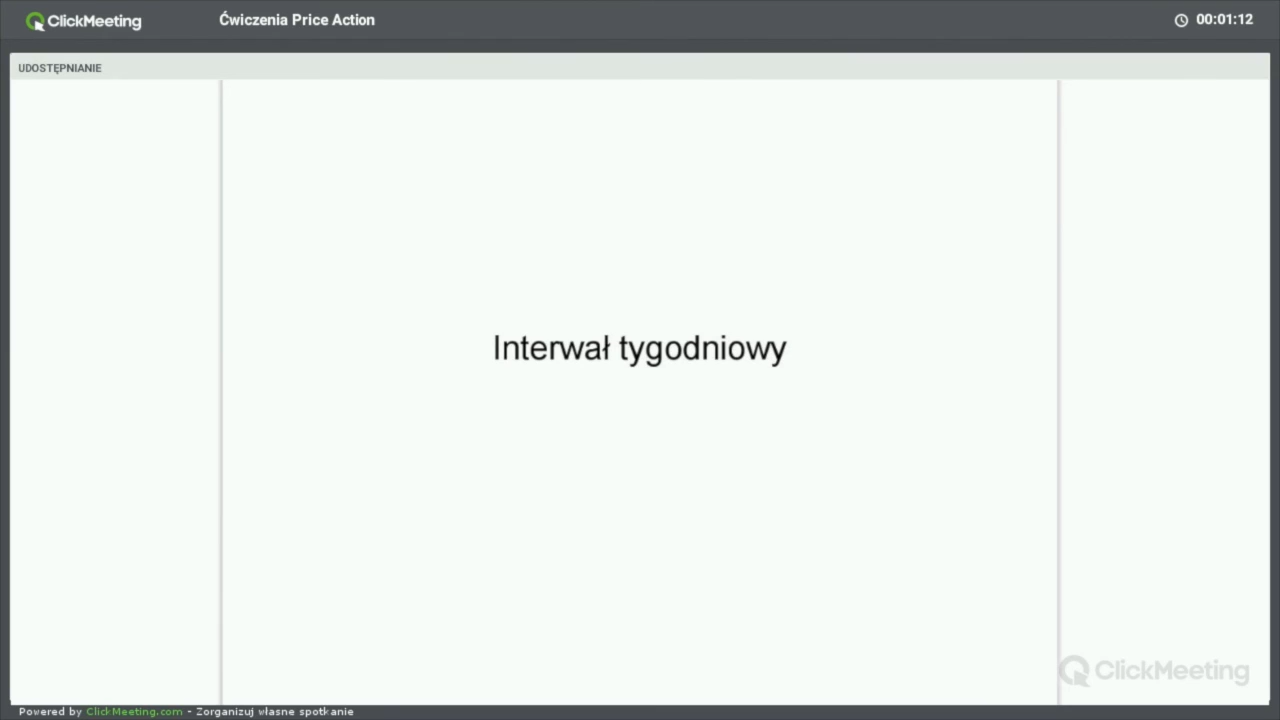 ClickMeeting
Ćwiczenia Price Action
00:01:12
UDOSTĘPNIANIE
Interwał tygodniowy
ClickMeeting
Powered by ClickMeeting.com - Zorganizuj własne spotkanie